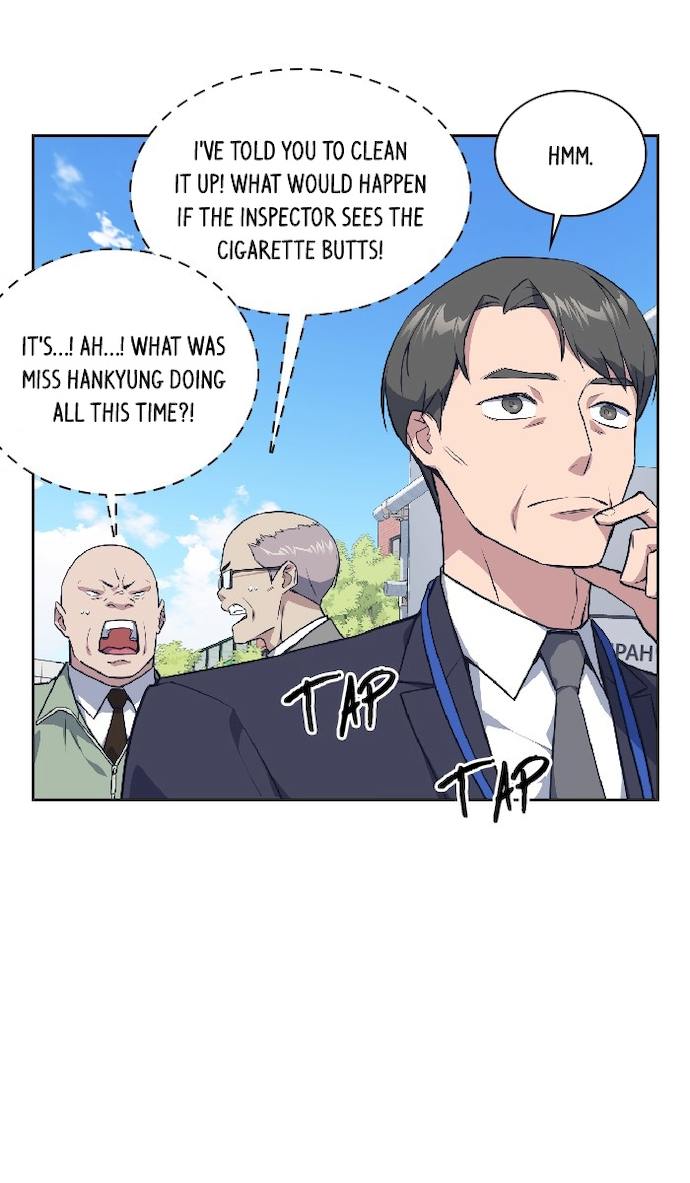 I'VE TOLD YOU TO CLEAN
IT UP! WHAT WOULD HAPPEN
IF THE INSPECTOR SEES THE
CIGARETTE BUTTS!
HMM.
IT'S...! AH...! WHAT WAS
MISS HANKYUNG DOING
ALL THIS TIME?!
PAH
TAP
TAP